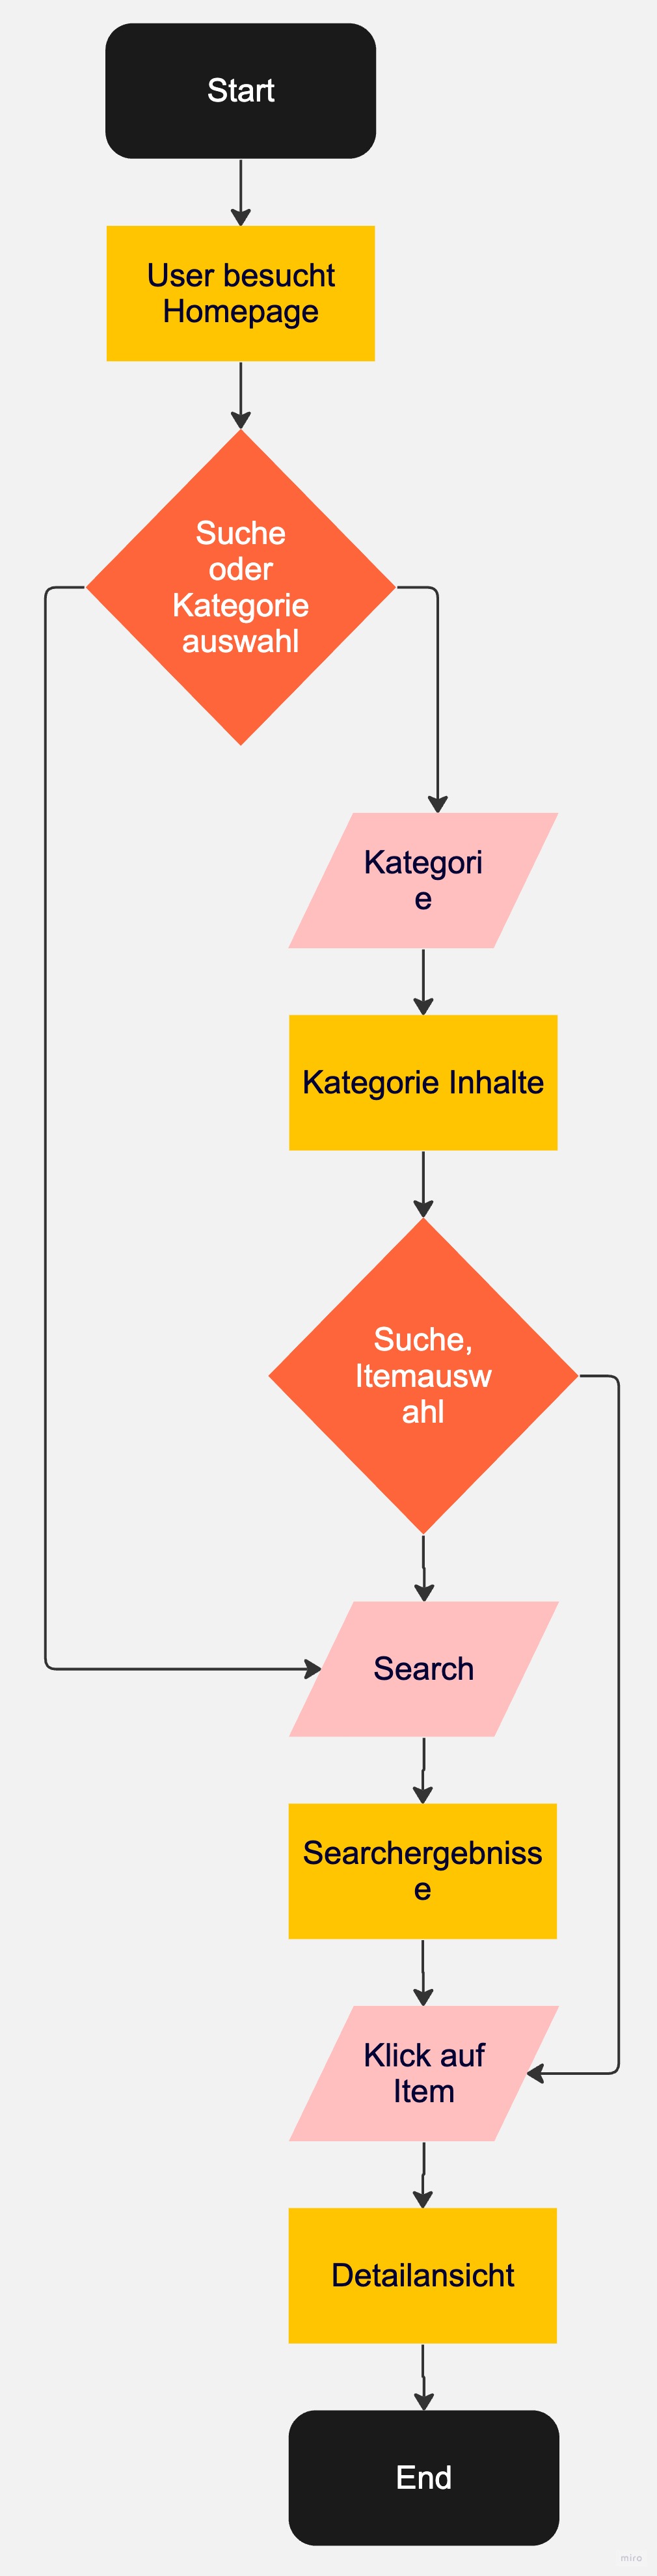 Start
User besucht
Homepage
Suche
oder
Kategorie
auswahl
Kategori
e
Kategorie Inhalte
Suche,
Itemausw
ahl
Search
Searchergebniss
e
Klick auf
Item
Detailansicht
End
miro